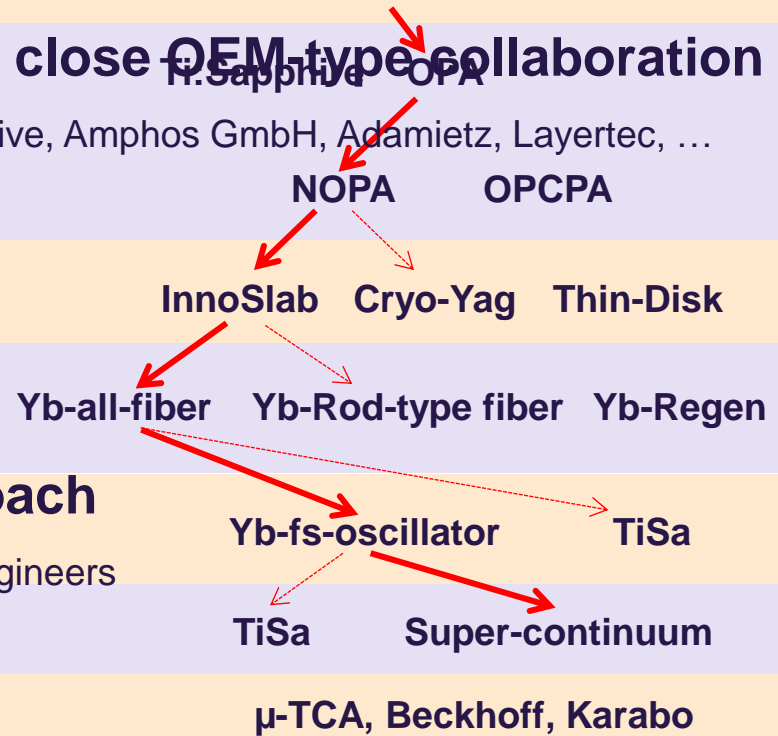 close OEM-type collaboration
Ti:Sapphire OPA
ive, Amphos GmbH, Adamietz, Layertec, …
NOPA OPCPA
InnoSlab Cryo-Yag Thin-Disk
Yb-all-fiber Yb-Rod-type fiber Yb-Regen
oach
Yb-fs-oscillator TiSa
gineers
TiSa Super-continuum
µ-TCA, Beckhoff, Karabo